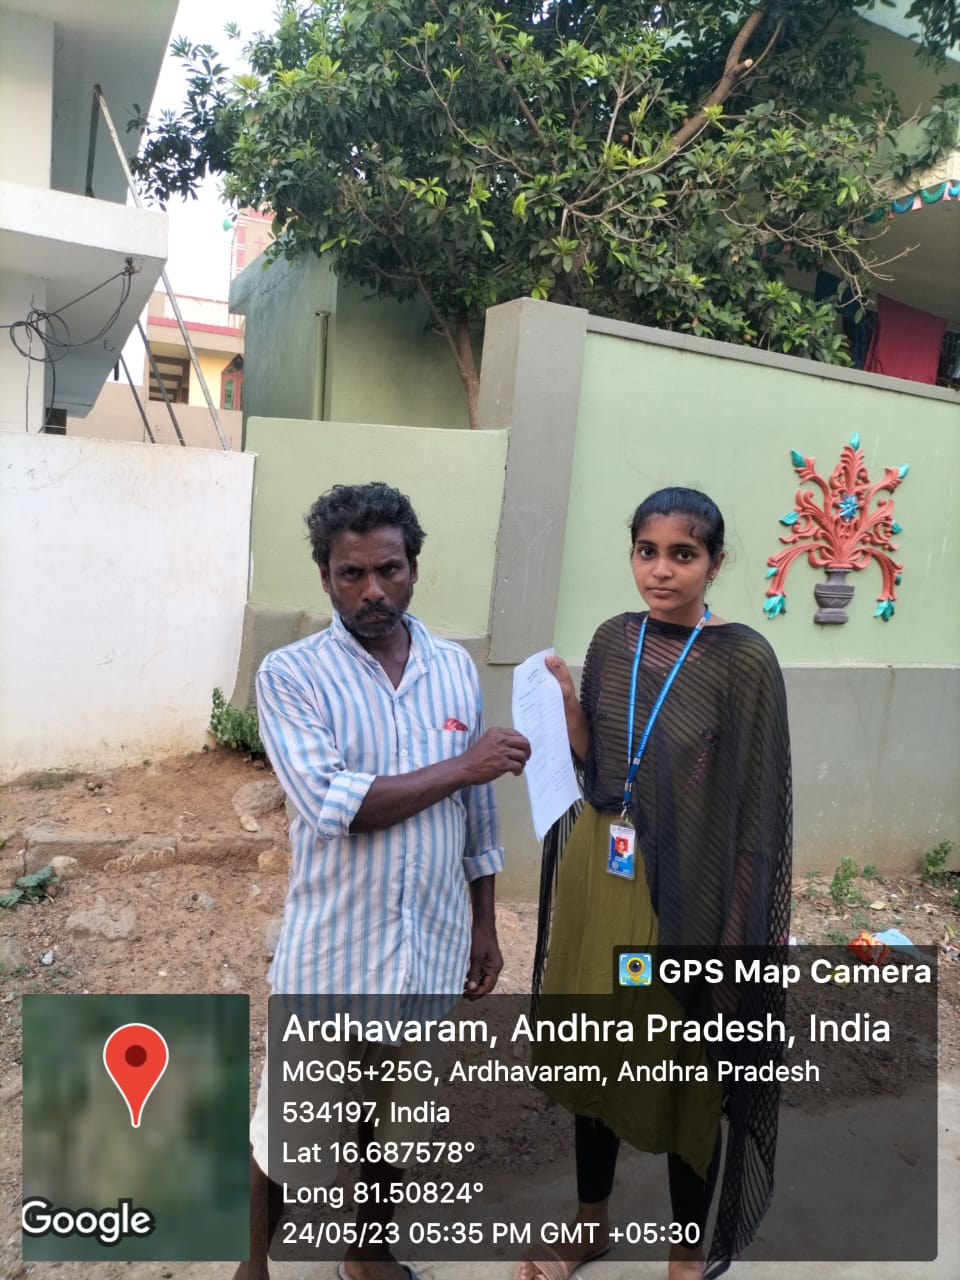 GPS Map Camera
Ardhavaram, Andhra Pradesh, India
MGQ5+25G, Ardhavaram, Andhra Pradesh
534197, India
Lat 16.687578°
Long 81.50824°
24/05/23 05:35 PM GMT +05:30
Google